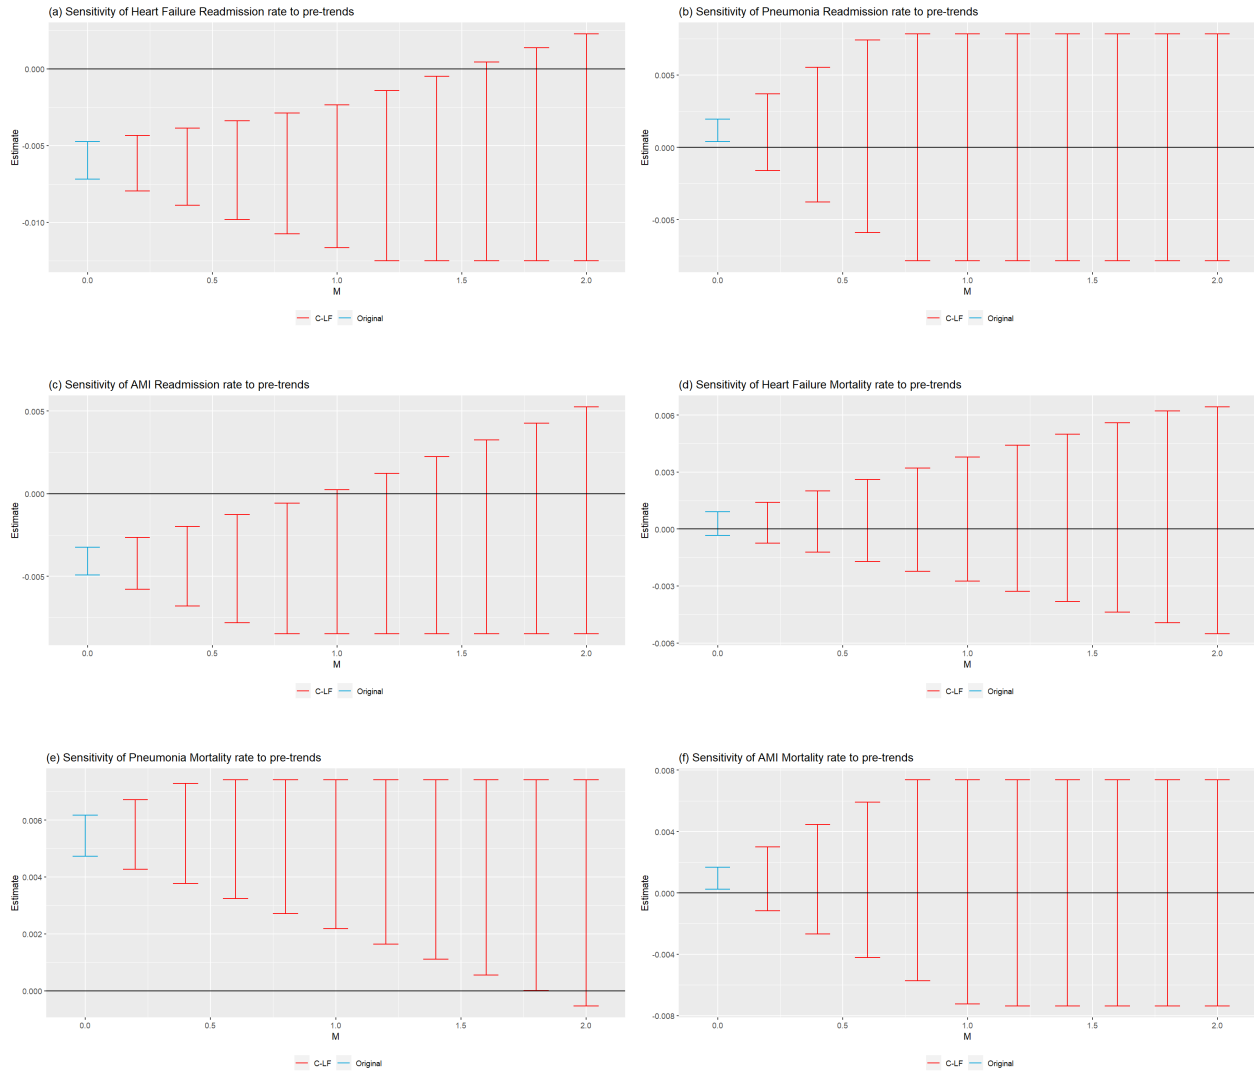 (a) Sensitivity of Heart Failure Readmission rate to pre-trends
0.000
-0.005
-0.010
Estimate
0.0 0.5 1.0 1.5 2.0
M
C-LF Original
(b) Sensitivity of Pneumonia Readmission rate to pre-trends
0.005
0.000
-0.005
Estimate
0.0 0.5 1.0 1.5 2.0
M
C-LF Original
(c) Sensitivity of AMI Readmission rate to pre-trends
0.005
0.000
-0.005
Estimate
0.0 0.5 1.0 1.5 2.0
M
C-LF Original
(d) Sensitivity of Heart Failure Mortality rate to pre-trends
0.006
0.003
0.000
-0.003
-0.006
Estimate
0.0 0.5 1.0 1.5 2.0
M
C-LF Original
(e) Sensitivity of Pneumonia Mortality rate to pre-trends
0.006
0.004
0.002
0.000
Estimate
0.0 0.5 1.0 1.5 2.0
M
C-LF Original
(f) Sensitivity of AMI Mortality rate to pre-trends
0.008
0.004
0.000
-0.004
-0.008
Estimate
0.0 0.5 1.0 1.5 2.0
M
C-LF Original